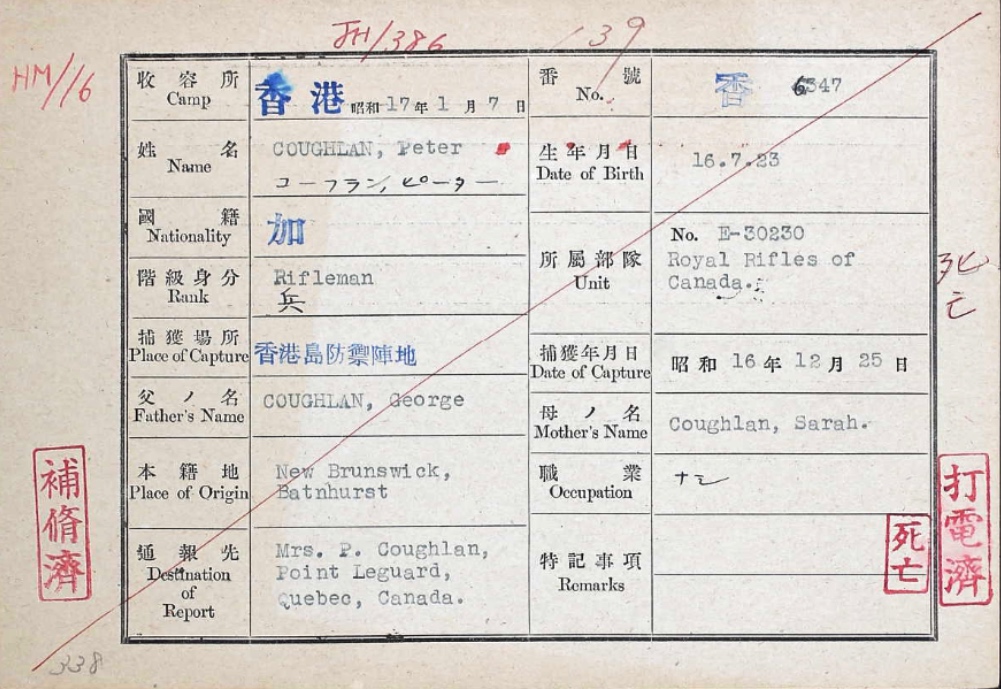 JH/386
139
HM/16
收容所
Camp
香港 昭和17年1月7日
番號
No.
香 6347
姓名
Name
COUGHLAN, Peter
コーフラン,ピーター
生年月日
Date of Birth
16.7.23
國籍
Nationality
加
所屬部隊
Unit
No. E-30230
Royal Rifles of
Canada.
階級身分
Rank
Rifleman
兵
死亡
捕獲場所
Place of Capture
香港島防禦陣地
捕獲年月日
Date of Capture
昭和16年12月25日
父ノ名
Father's Name
COUGHLAN, George
母ノ名
Mother's Name
Coughlan, Sarah.
本籍地
Place of Origin
New Brunswick,
Batnhurst
職業
Occupation
ナシ
通報先
Destination
of
Report
Mrs. P. Coughlan,
Point Leguard,
Quebec, Canada.
特記事項
Remarks
死亡
補脩濟
打電濟
338